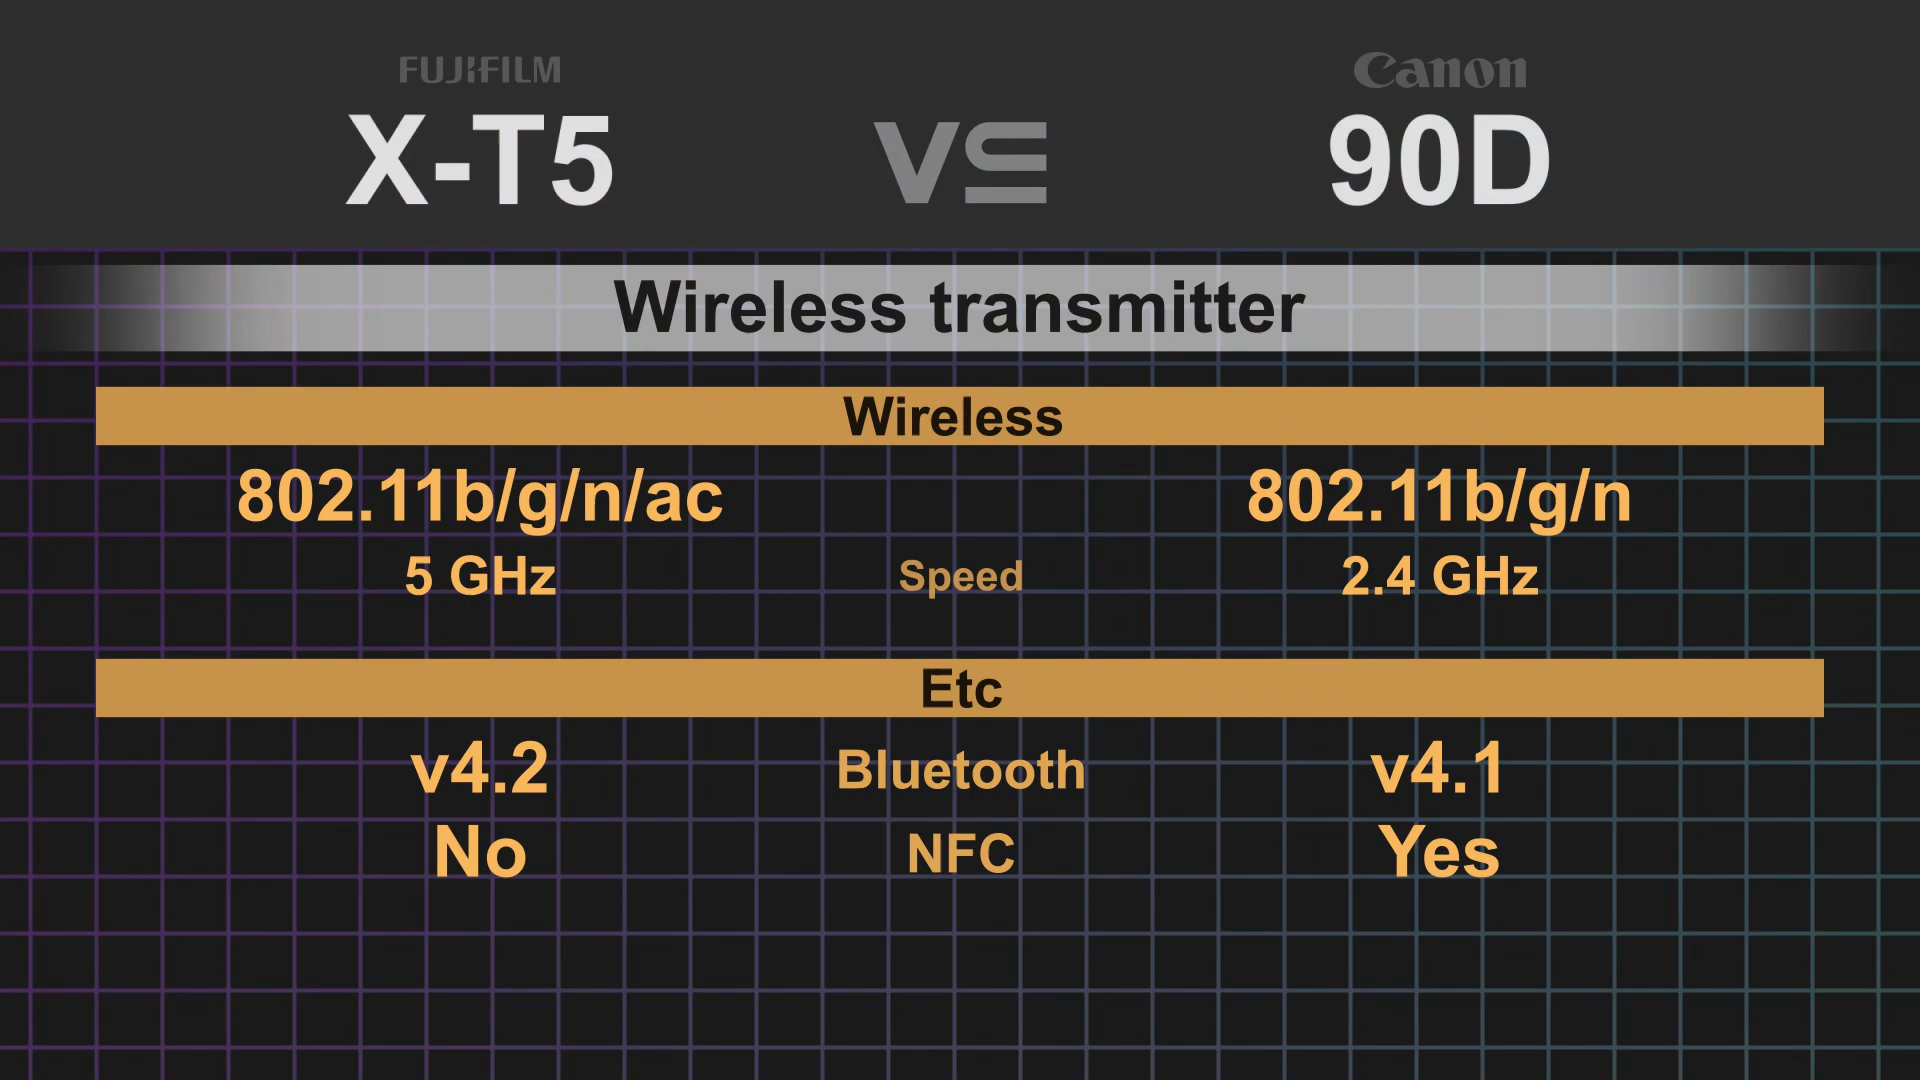 FUJIFILM
X-T5
VS
Canon
90D
Wireless transmitter
Wireless
802.11b/g/n/ac
802.11b/g/n
5 GHz
Speed
2.4 GHz
Etc
v4.2
Bluetooth
v4.1
No
NFC
Yes